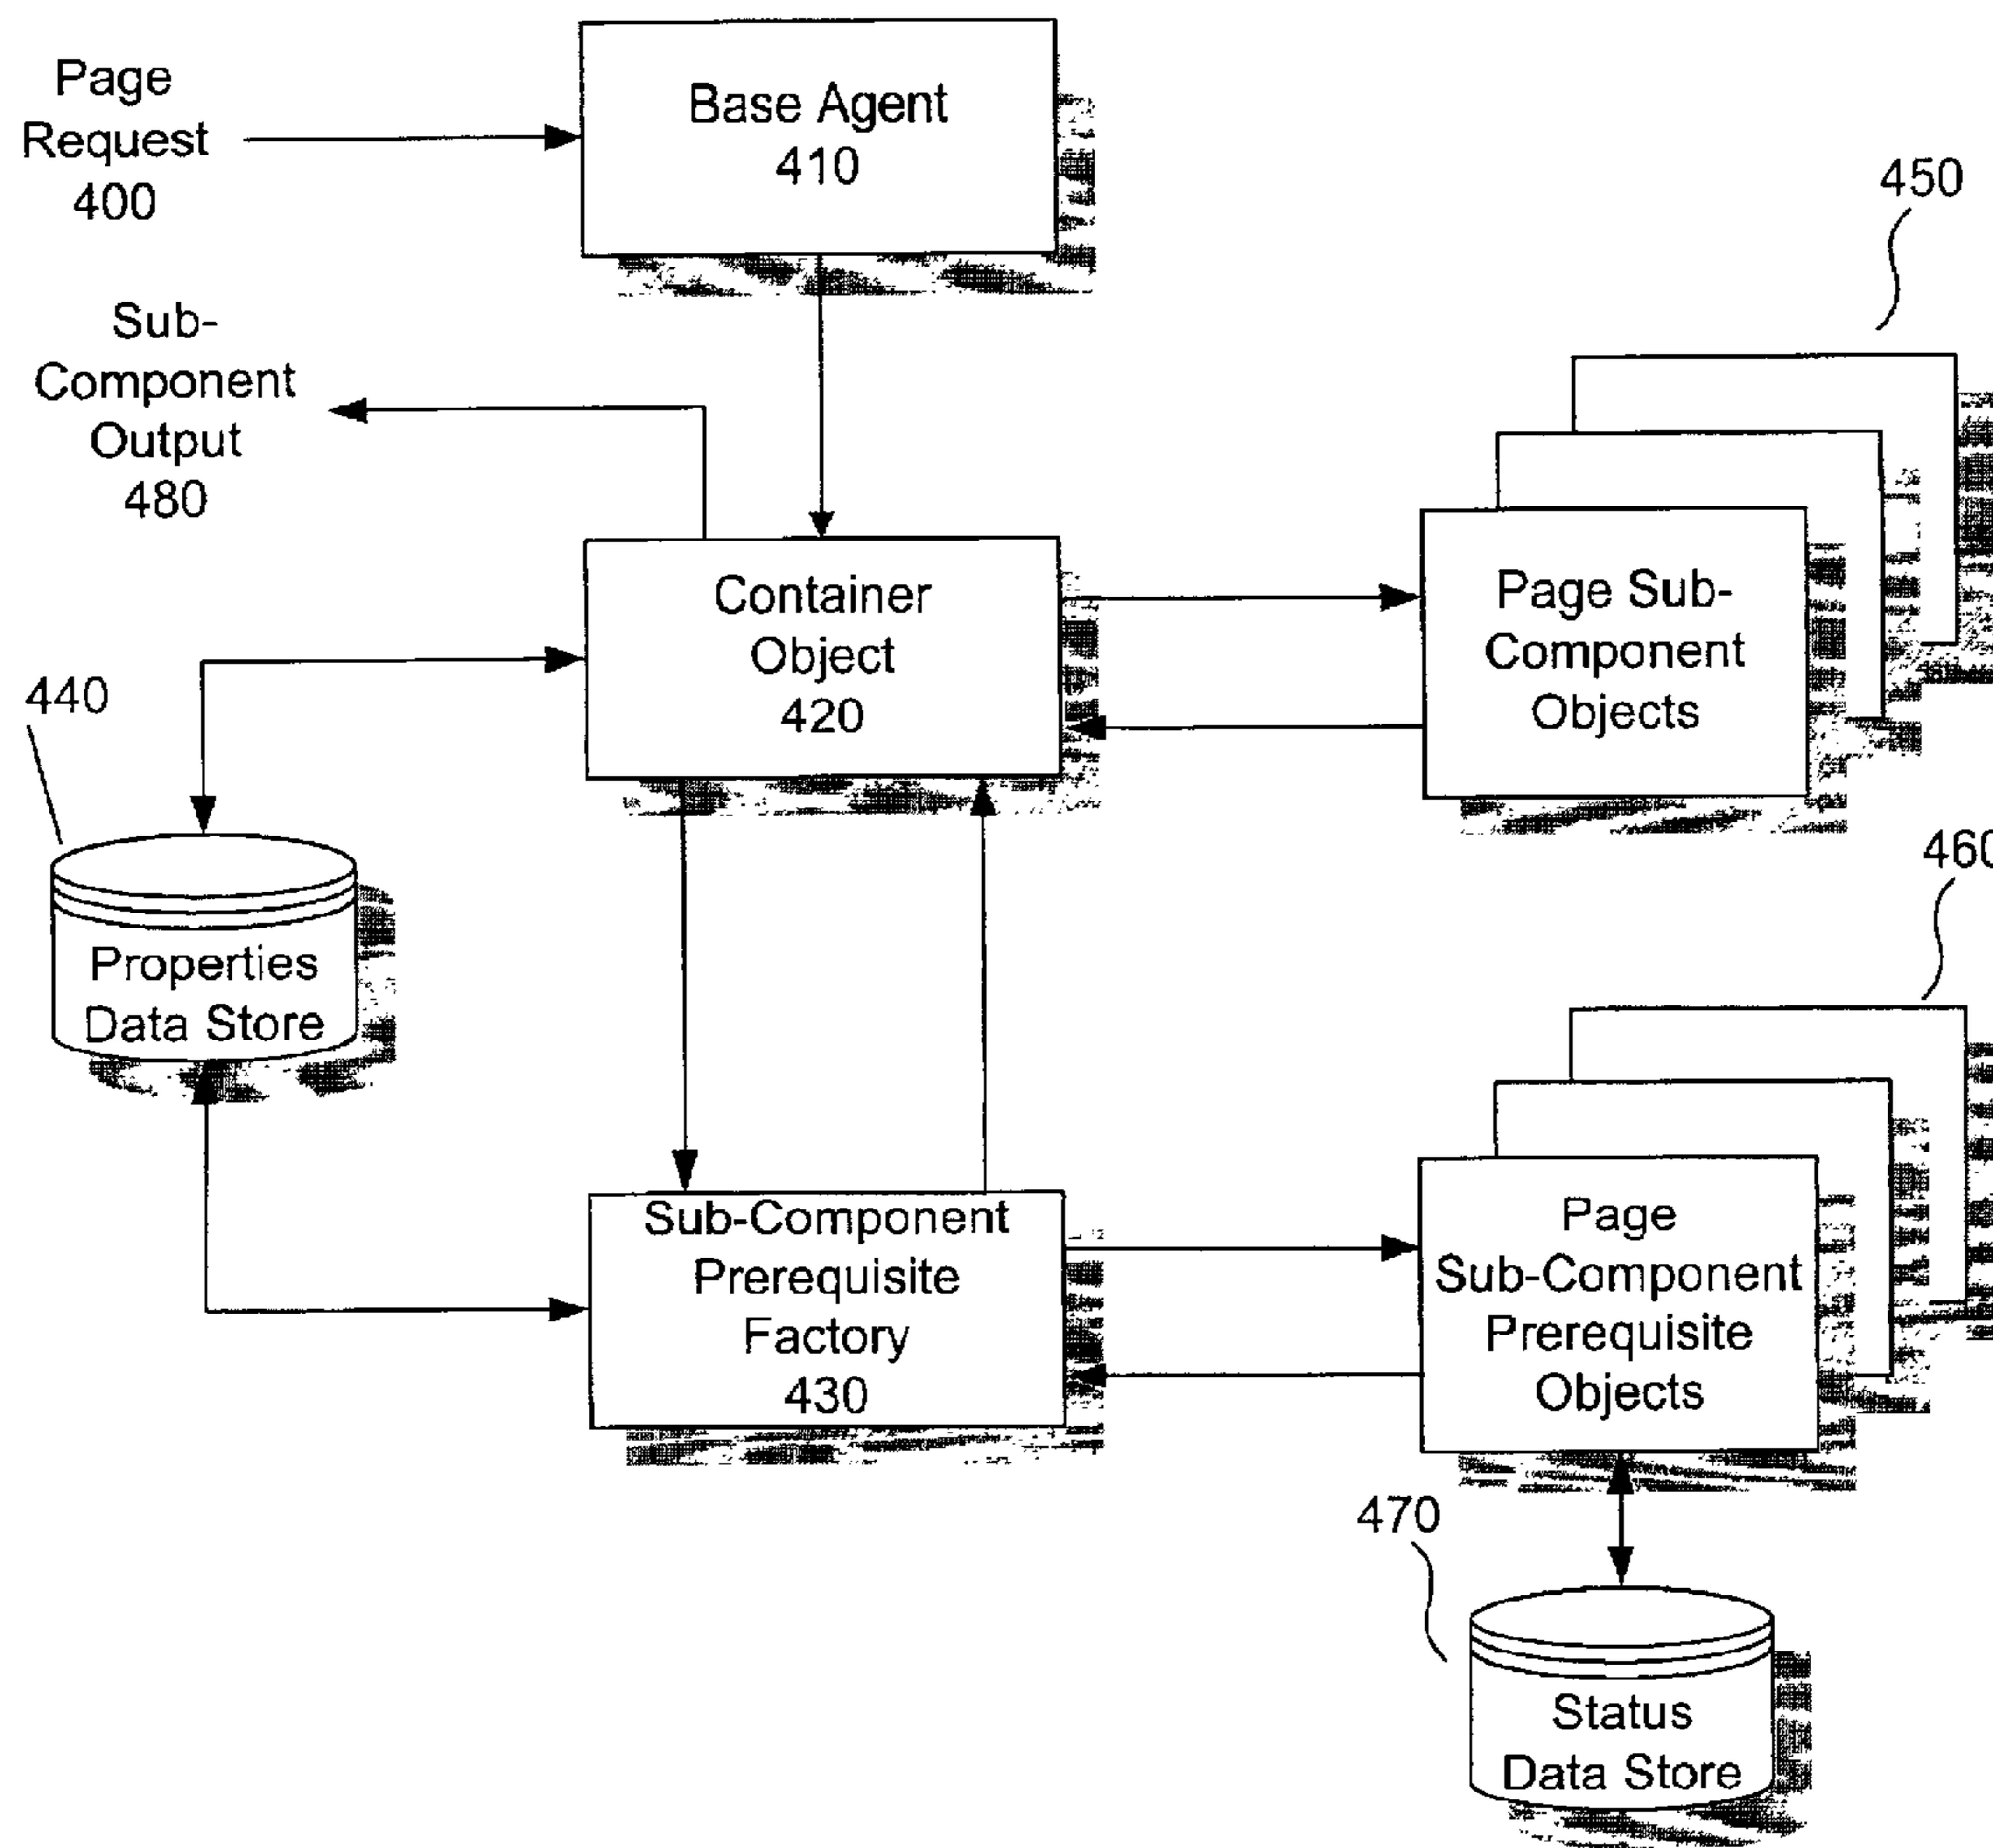 Page
Request
400
Base Agent
410
450
Sub-
Component
Output
480
Container
Object
420
Page Sub-
Component
Objects
440
460
Properties
Data Store
Sub-Component
Prerequisite
Factory
430
Page
Sub-Component
Prerequisite
Objects
470
Status
Data Store